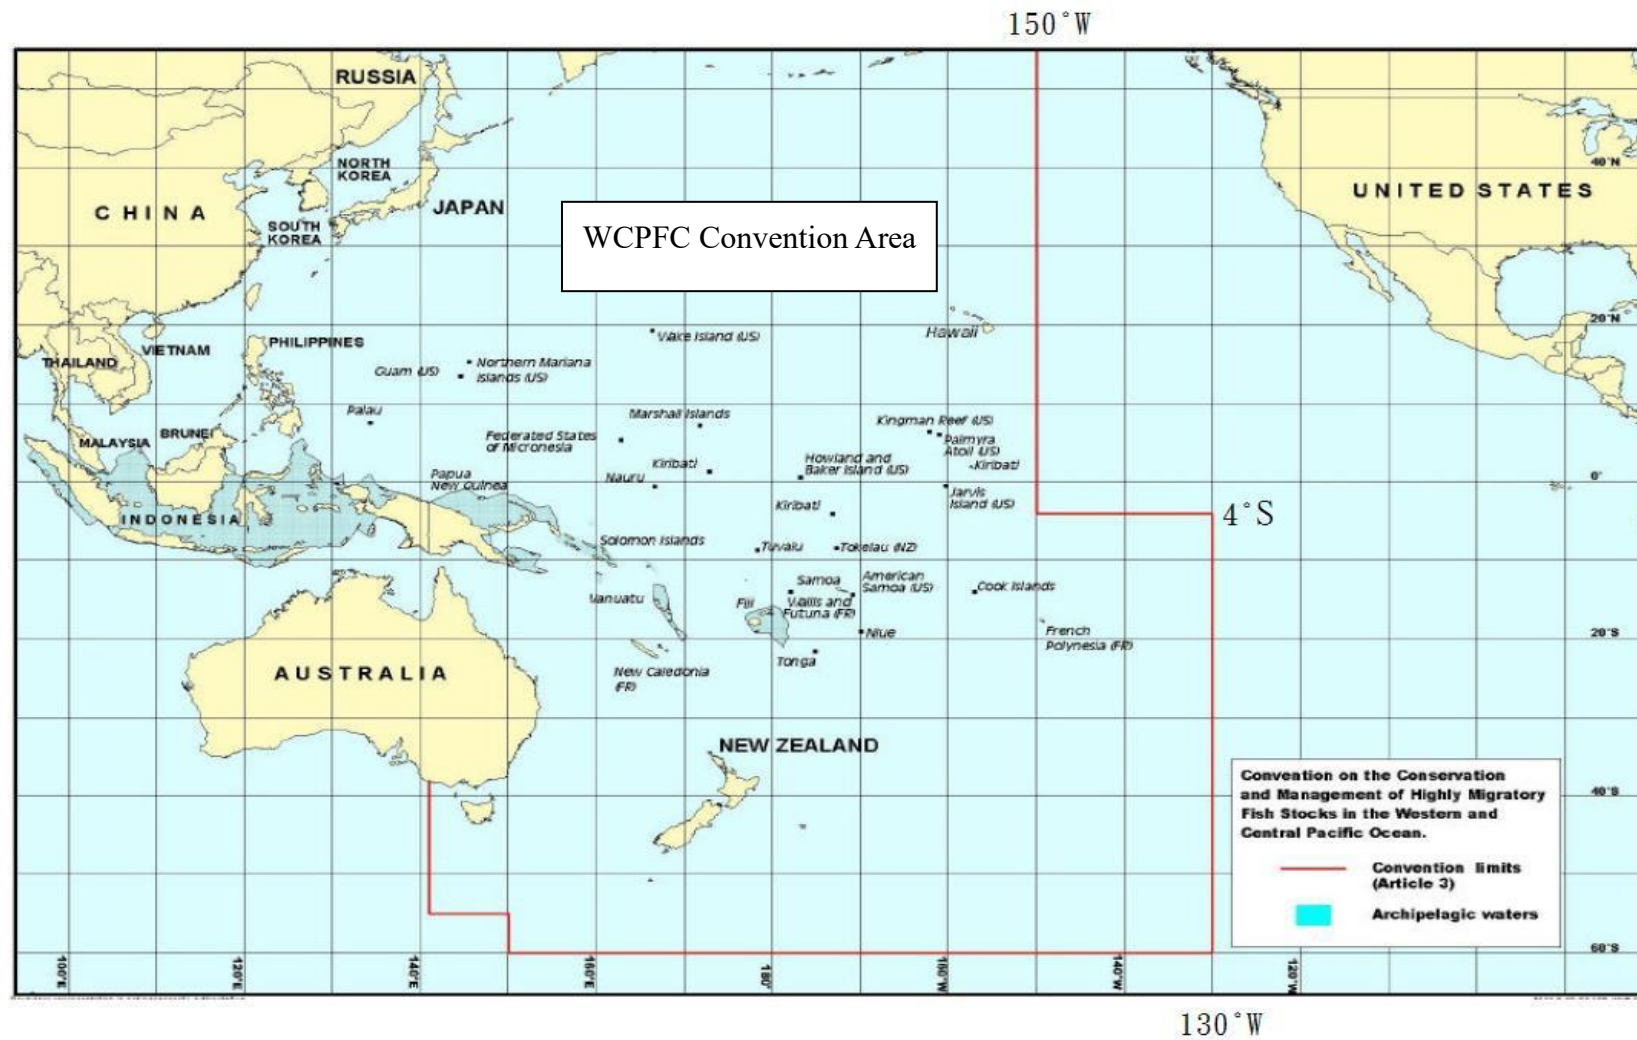 150°W
RUSSIA
NORTH
KOREA
JAPAN
CHINA
SOUTH
KOREA
WCPFC Convention Area
UNITED STATES
40°N
20°N
Wake Island (US)
Hawaii
PHILIPPINES
VIETNAM
THAILAND
Guam (US)
Northern Mariana
Islands (US)
Palau
Marshall Islands
Kingman Reef (US)
Palmyra
Atoll (US)
Kiribati
MALAYSIA
BRUNEI
Federated States
of Micronesia
Howland and
Baker Island (US)
Kiribati
Nauru
Papua
New Guinea
0°
Jarvis
Island (US)
Kiribati
4°S
INDONESIA
Solomon Islands
Tuvalu
Tokelau (NZ)
Samoa
American
Samoa (US)
Cook Islands
Vanuatu
Fiji
Wallis and
Futuna (FR)
Niue
French
Polynesia (FR)
20°S
Tonga
New Caledonia
(FR)
AUSTRALIA
NEW ZEALAND
Convention on the Conservation
and Management of Highly Migratory
Fish Stocks in the Western and
Central Pacific Ocean.
Convention limits
(Article 3)
Archipelagic waters
40°S
60°S
100°E
120°E
140°E
160°E
180°
160°W
140°W
120°W
130°W